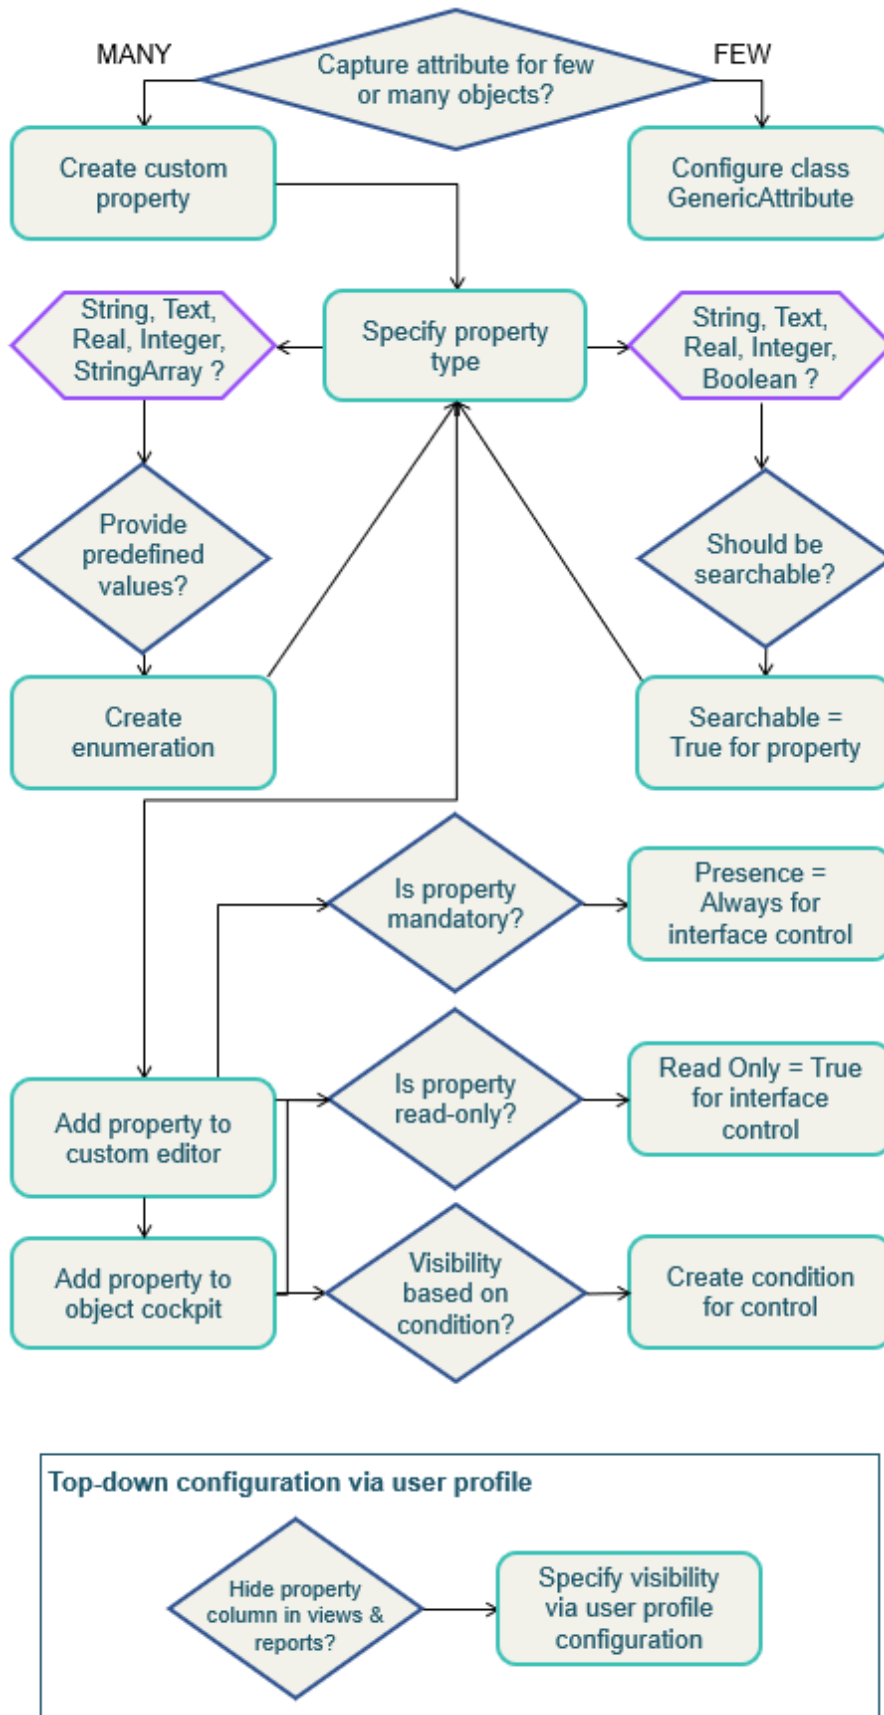 MANY
Capture attribute for few
or many objects?
FEW
Create custom
property
Configure class
GenericAttribute
String, Text,
Real, Integer,
StringArray ?
Specify property
type
String, Text,
Real, Integer,
Boolean ?
Provide
predefined
values?
Should be
searchable?
Create
enumeration
Searchable =
True for property
Is property
mandatory?
Presence =
Always for
interface control
Add property to
custom editor
Is property
read-only?
Read Only = True
for interface
control
Add property to
object cockpit
Visibility
based on
condition?
Create condition
for control
Top-down configuration via user profile
Hide property
column in views &
reports?
Specify visibility
via user profile
configuration